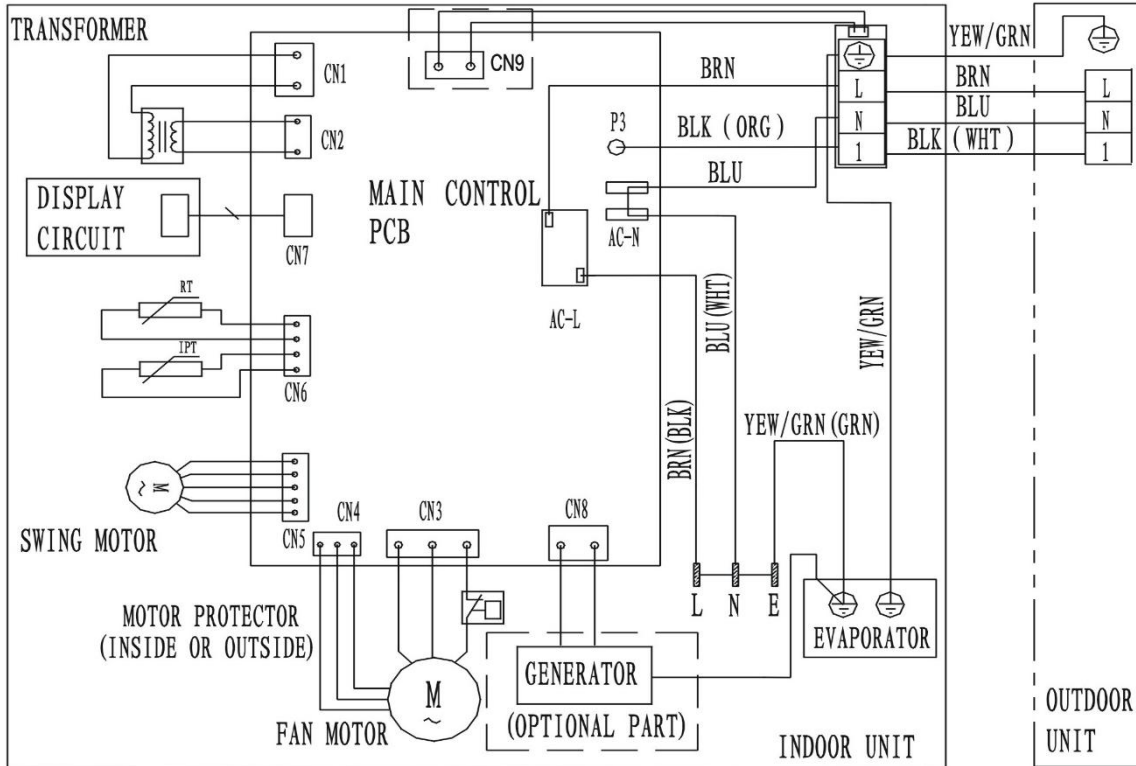 TRANSFORMER
CN1
CN9
YEW/GRN
BRN
L
BRN
L
BLU
CN2
P3
BLK (ORG)
N
N
BLK (WHT)
1
1
BLU
DISPLAY
CIRCUIT
CN7
MAIN CONTROL
PCB
AC-N
AC-L
RT
IPT
CN6
BLU(WHT)
YEW/GRN
BRN(BLK)
YEW/GRN(GRN)
M
~
SWING MOTOR
CN5
CN4
CN3
CN8
L
N
E
MOTOR PROTECTOR
(INSIDE OR OUTSIDE)
EVAPORATOR
M
~
FAN MOTOR
GENERATOR
(OPTIONAL PART)
INDOOR UNIT
OUTDOOR
UNIT